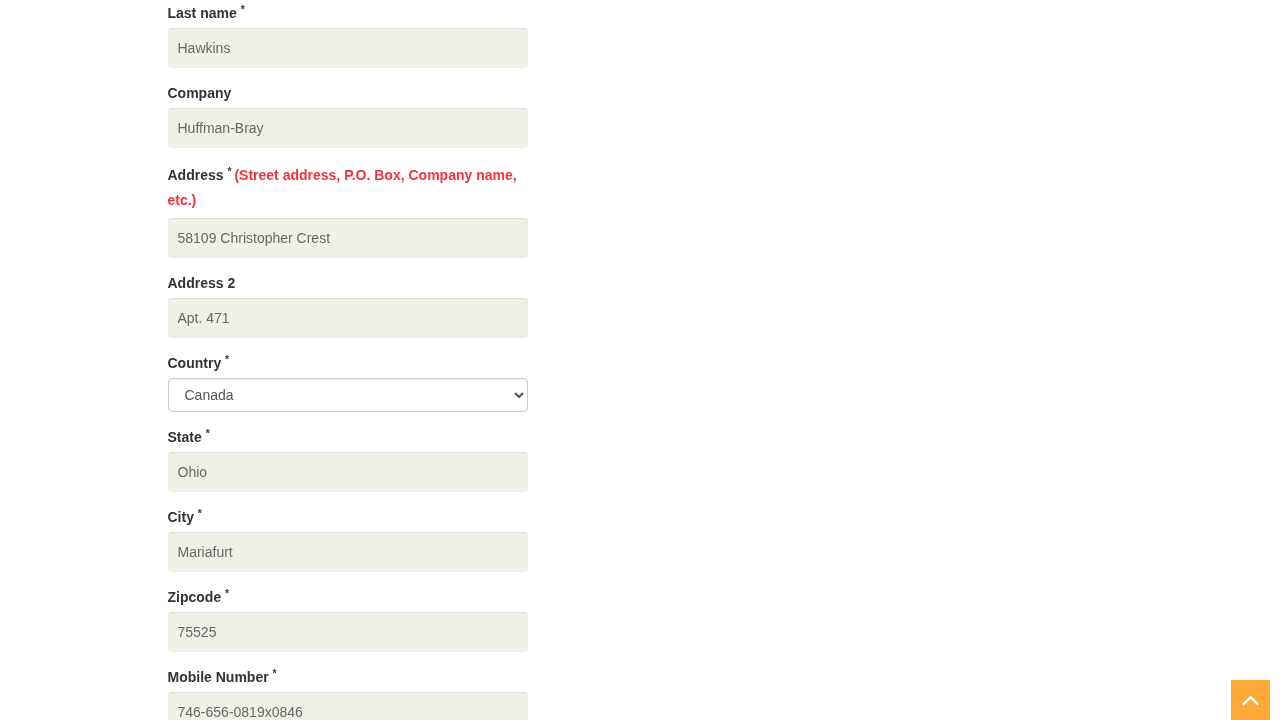 Last name *
Hawkins
Company
Huffman-Bray
Address * (Street address, P.O. Box, Company name,
etc.)
58109 Christopher Crest
Address 2
Apt. 471
Country *
Canada
State *
Ohio
City *
Mariafurt
Zipcode *
75525
Mobile Number *
746-656-0819x0846